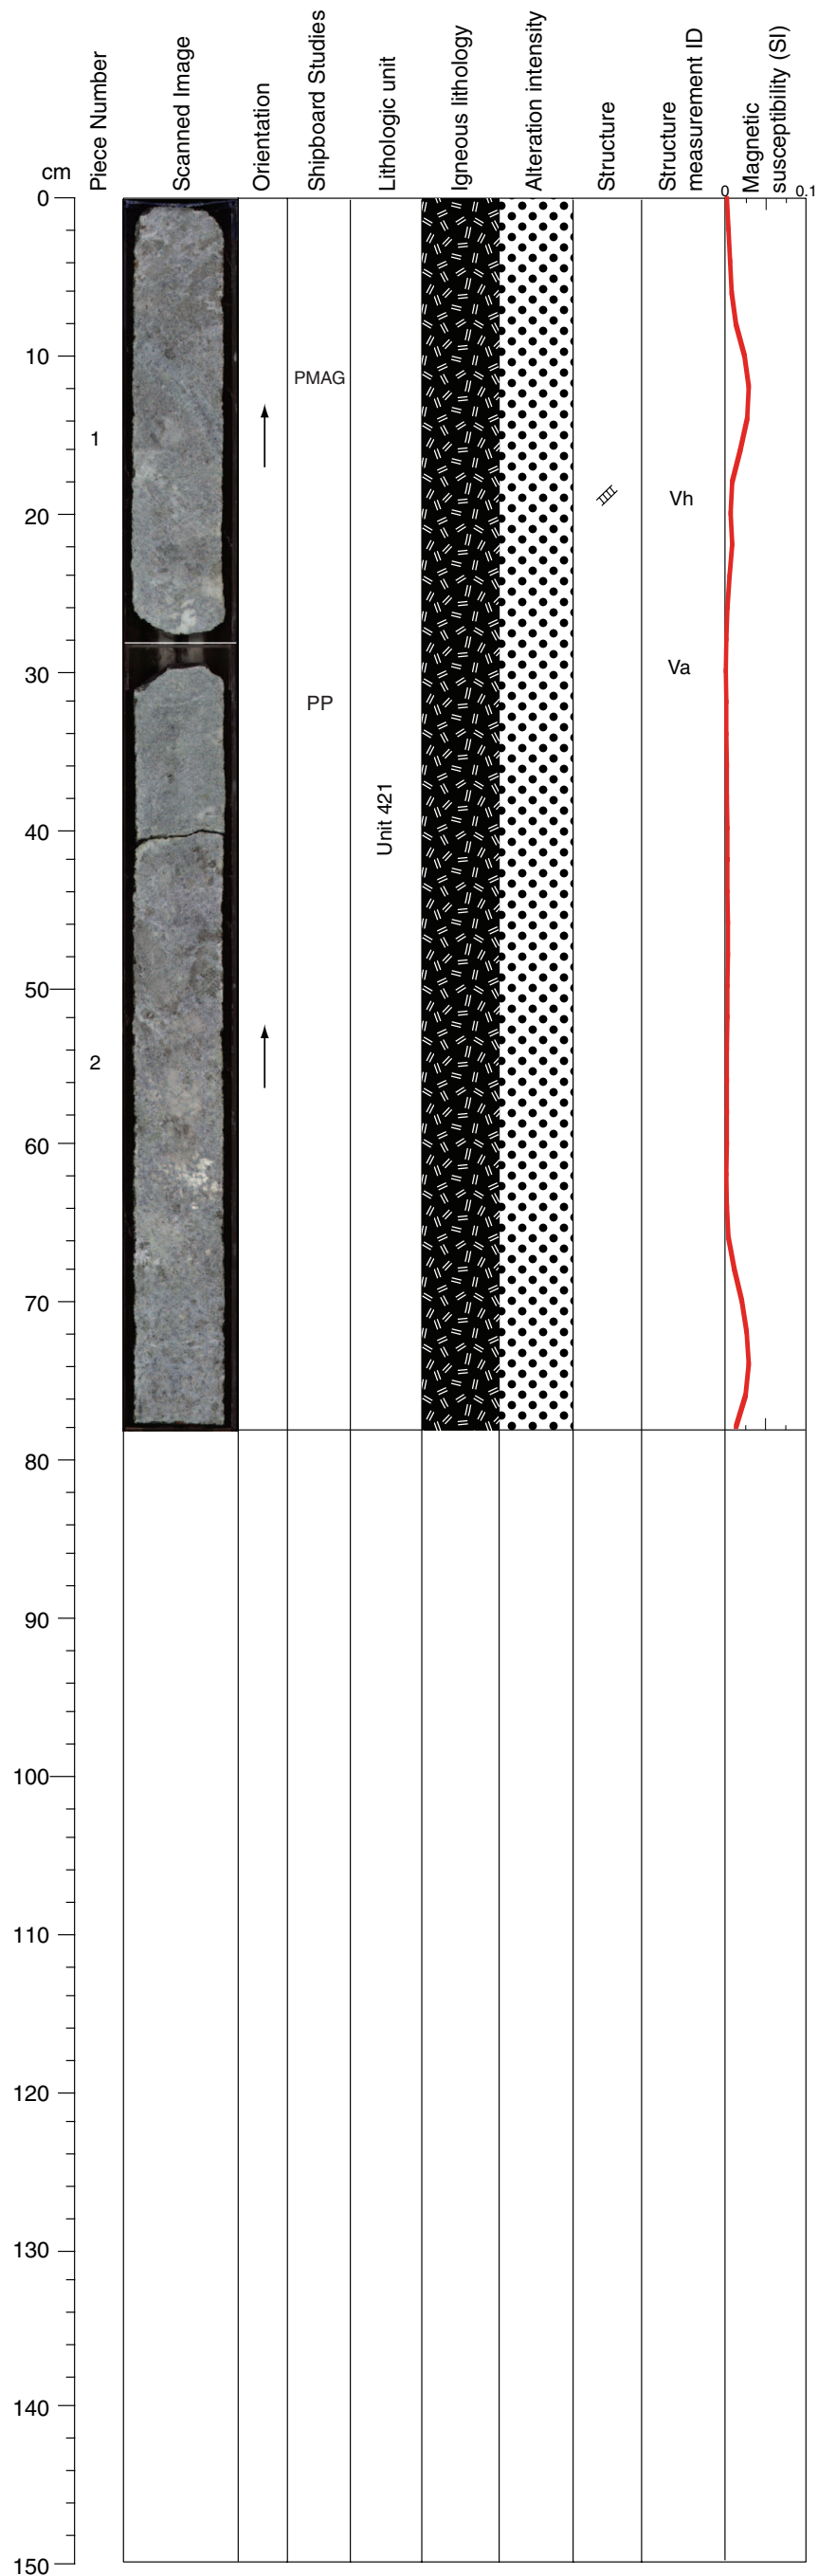 cm
Piece Number
Scanned Image
Orientation
Shipboard Studies
Lithologic unit
Igneous lithology
Alteration intensity
Structure
Structure
measurement ID
Magnetic
susceptibility (SI)
0 0.1
0
10
PMAG
1
20
Vh
30
Va
PP
Unit 421
40
50
2
60
70
80
90
100
110
120
130
140
150